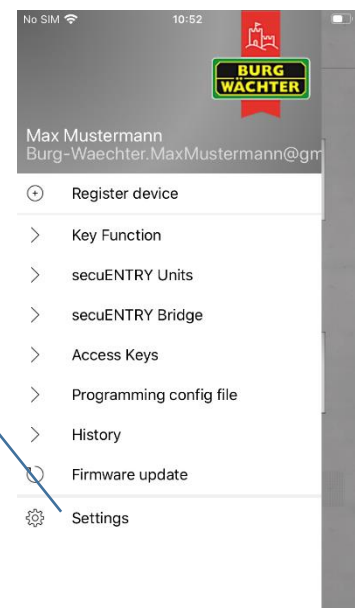 No SIM 10:52
BURG
WÄCHTER
Max Mustermann
Burg-Waechter.MaxMustermann@gm
Register device
Key Function
secuENTRY Units
secuENTRY Bridge
Access Keys
Programming config file
History
Firmware update
Settings